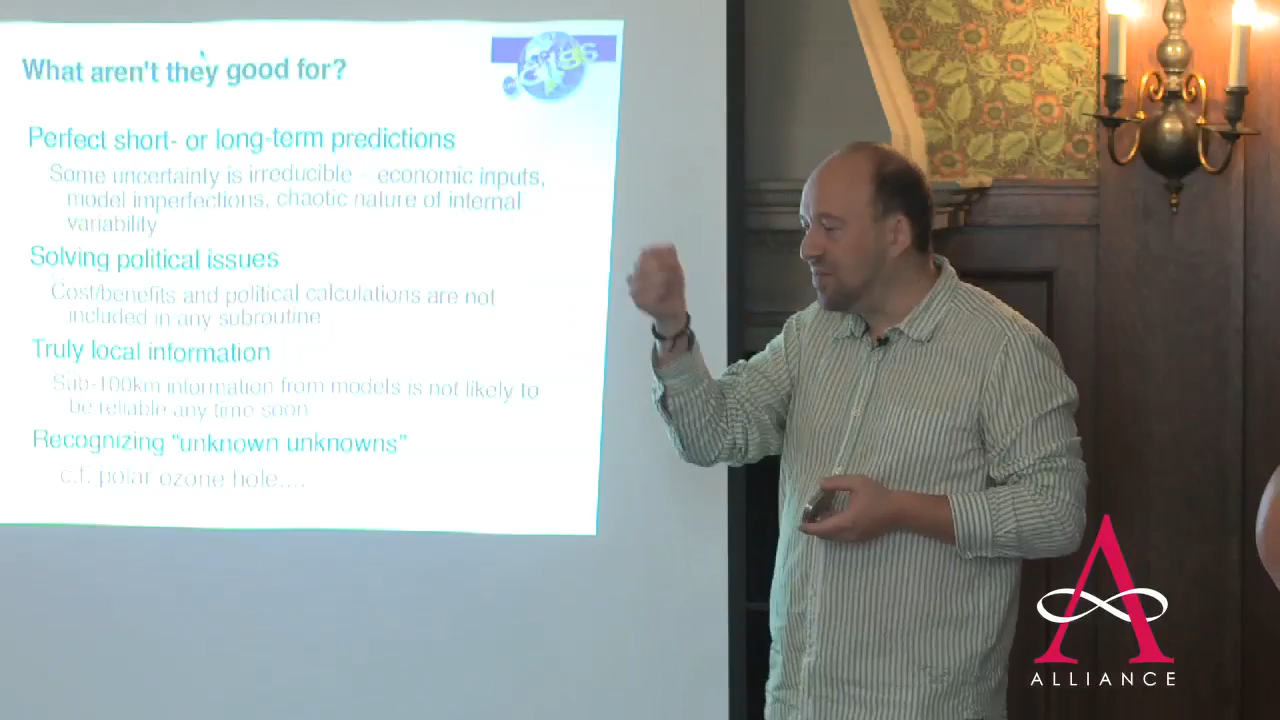 What aren't they good for?
giss
Perfect short- or long-term predictions
Some uncertainty is irreducible – economic inputs,
model imperfections, chaotic nature of internal
variability
Solving political issues
Cost/benefits and political calculations are not
included in any subroutine
Truly local information
Sub-100km information from models is not likely to
be reliable any time soon
Recognizing "unknown unknowns"
c.f. polar ozone hole....
A
ALLIANCE